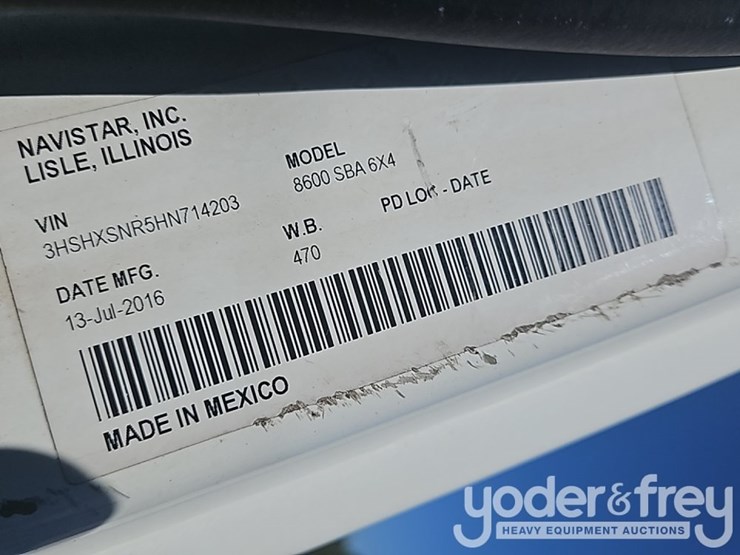 NAVISTAR, INC.
LISLE, ILLINOIS
VIN
3HSHXSNR5HN714203
MODEL
8600 SBA 6X4
DATE MFG.
13-Jul-2016
W.B.
470
PD LOK - DATE
MADE IN MEXICO
yoder&frey
HEAVY EQUIPMENT AUCTIONS